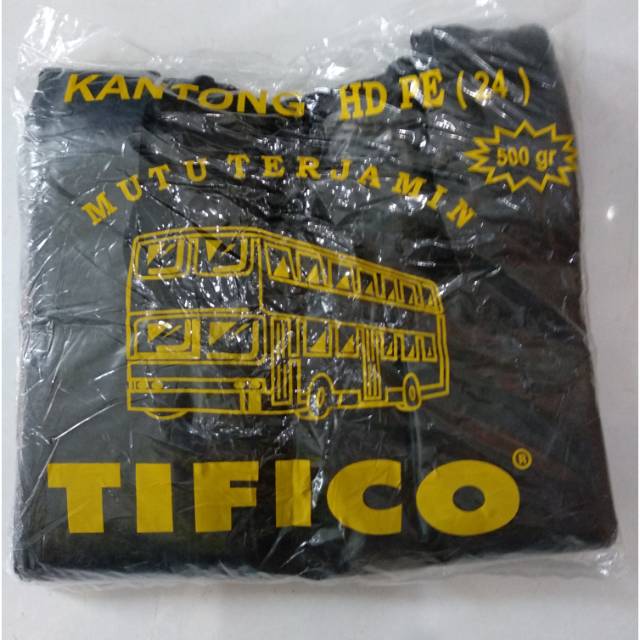 KANTONG HD PE (24)
500 gr
MUTU TERJAMIN
TIFICO ®